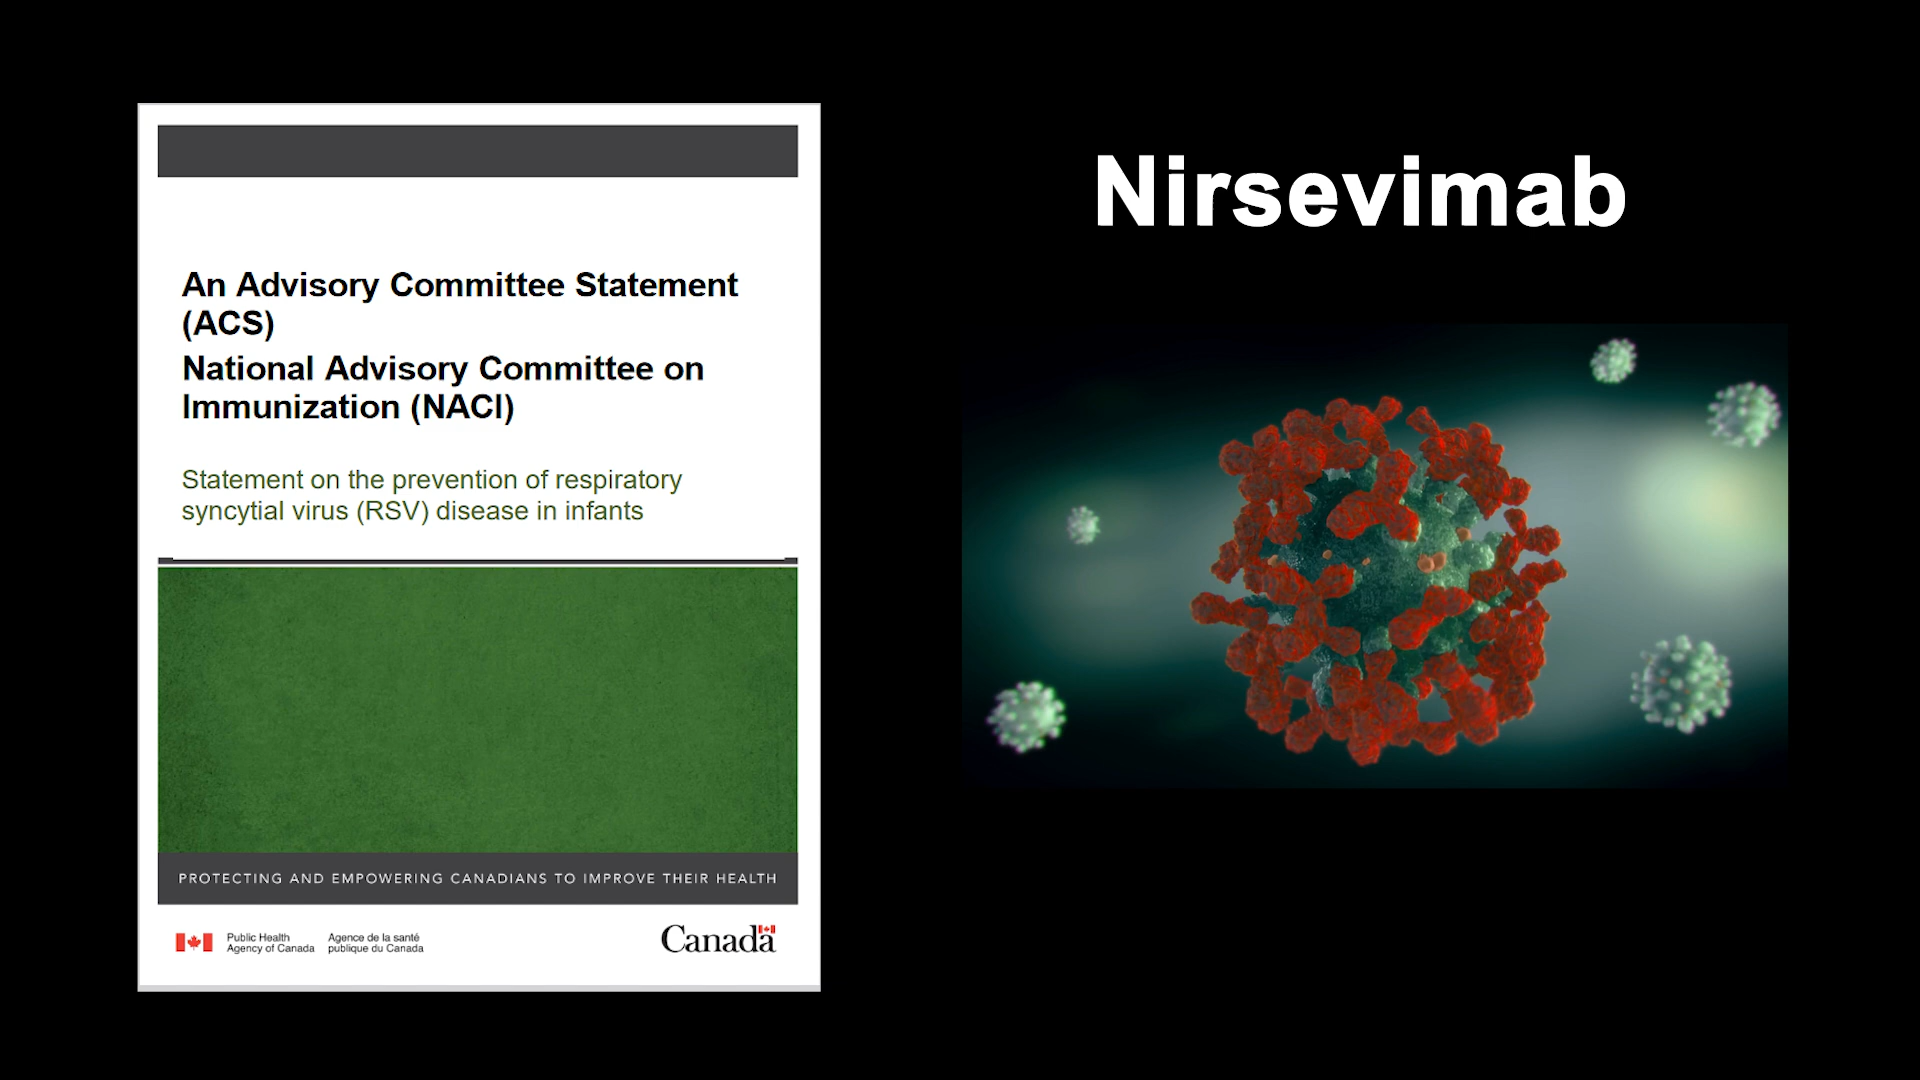 An Advisory Committee Statement
(ACS)
National Advisory Committee on
Immunization (NACI)
Statement on the prevention of respiratory
syncytial virus (RSV) disease in infants
PROTECTING AND EMPOWERING CANADIANS TO IMPROVE THEIR HEALTH
Public Health
Agency of Canada
Agence de la santé
publique du Canada
Canada
Nirsevimab